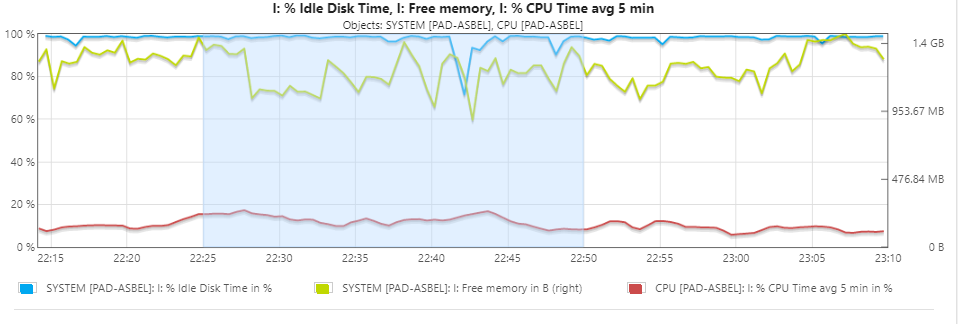 I: % Idle Disk Time, I: Free memory, I: % CPU Time avg 5 min
Objects: SYSTEM [PAD-ASBEL], CPU [PAD-ASBEL]
100 %
80 %
60 %
40 %
20 %
0 %
1.4 GB
953.67 MB
476.84 MB
0 B
22:15 22:20 22:25 22:30 22:35 22:40 22:45 22:50 22:55 23:00 23:05 23:10
SYSTEM [PAD-ASBEL]: I: % Idle Disk Time in % SYSTEM [PAD-ASBEL]: I: Free memory in B (right) CPU [PAD-ASBEL]: I: % CPU Time avg 5 min in %